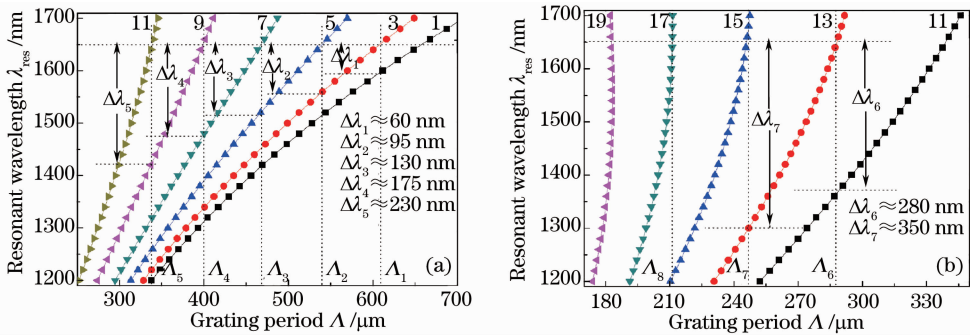 11 9 7 5 3 1
1700
1600
1500
1400
1300
1200
Resonant wavelength λres /nm
Δλ5
Δλ4
Δλ3
Δλ2
Δλ1
Δλ1≈60 nm
Δλ2≈95 nm
Δλ3≈130 nm
Δλ4≈175 nm
Δλ5≈230 nm
Λ5 Λ4 Λ3 Λ2 Λ1 (a)
300 400 500 600 700
Grating period Λ /μm
19 17 15 13 11
1700
1600
1500
1400
1300
1200
Resonant wavelength λres /nm
Δλ7
Δλ6
Δλ6≈280 nm
Δλ7≈350 nm
Λ8 Λ7 Λ6 (b)
175 210 245 275 300 340
Grating period Λ /μm